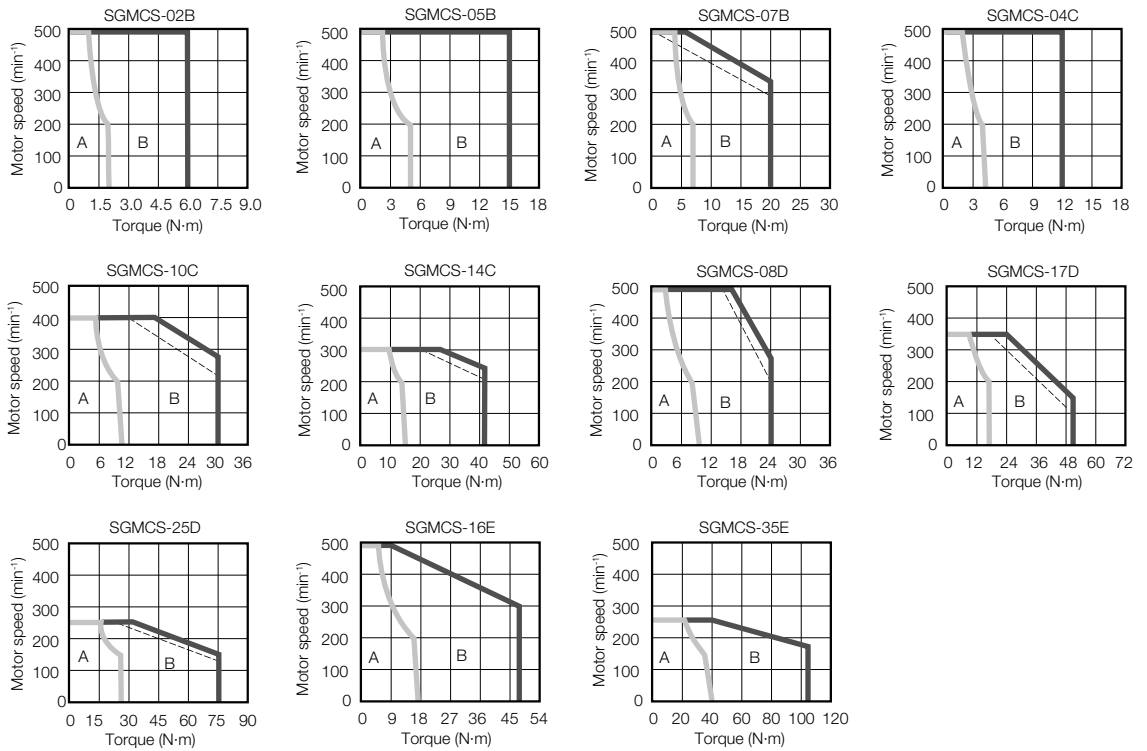 SGMCS-02B
Motor speed (min⁻¹)
500
400
300
200
100
0
A
B
0 1.5 3.0 4.5 6.0 7.5 9.0
Torque (N·m)
SGMCS-05B
Motor speed (min⁻¹)
500
400
300
200
100
0
A
B
0 3 6 9 12 15 18
Torque (N·m)
SGMCS-07B
Motor speed (min⁻¹)
500
400
300
200
100
0
A
B
0 5 10 15 20 25 30
Torque (N·m)
SGMCS-04C
Motor speed (min⁻¹)
500
400
300
200
100
0
A
B
0 3 6 9 12 15 18
Torque (N·m)
SGMCS-10C
Motor speed (min⁻¹)
500
400
300
200
100
0
A
B
0 6 12 18 24 30 36
Torque (N·m)
SGMCS-14C
Motor speed (min⁻¹)
500
400
300
200
100
0
A
B
0 10 20 30 40 50 60
Torque (N·m)
SGMCS-08D
Motor speed (min⁻¹)
500
400
300
200
100
0
A
B
0 6 12 18 24 30 36
Torque (N·m)
SGMCS-17D
Motor speed (min⁻¹)
500
400
300
200
100
0
A
B
0 12 24 36 48 60 72
Torque (N·m)
SGMCS-25D
Motor speed (min⁻¹)
500
400
300
200
100
0
A
B
0 15 30 45 60 75 90
Torque (N·m)
SGMCS-16E
Motor speed (min⁻¹)
500
400
300
200
100
0
A
B
0 9 18 27 36 45 54
Torque (N·m)
SGMCS-35E
Motor speed (min⁻¹)
500
400
300
200
100
0
A
B
0 20 40 60 80 100 120
Torque (N·m)